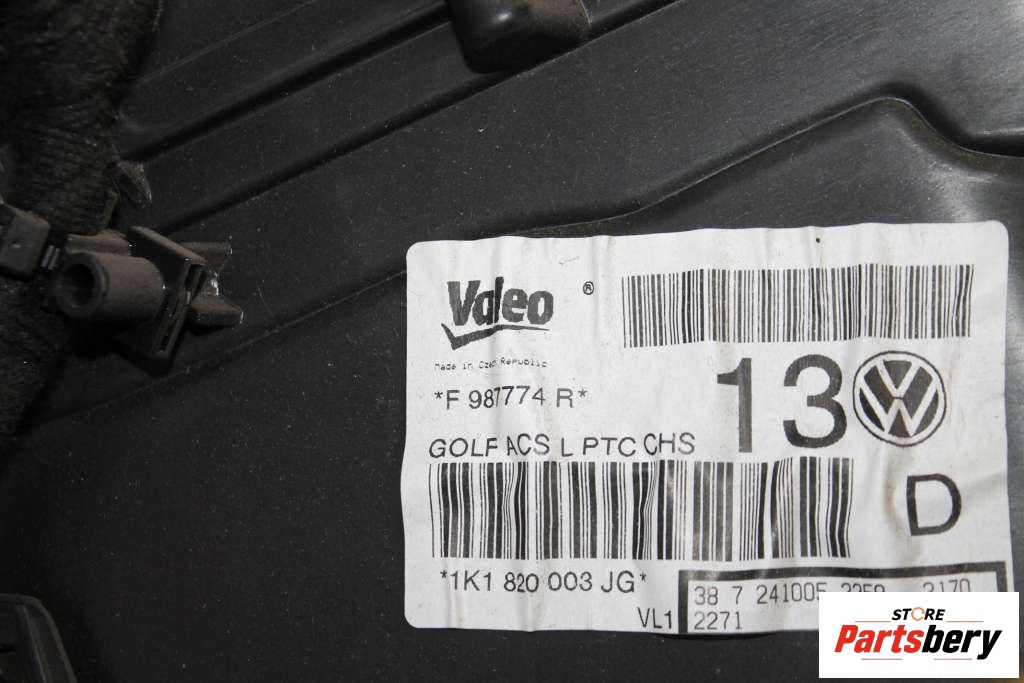 Valeo ®
Made in Czech Republic
*F 987774 R*
13
GOLF ACS L PTC CHS
D
*1K1 820 003 JG*
VL1
38 7 241005 2170
2271
STORE
Partsbery